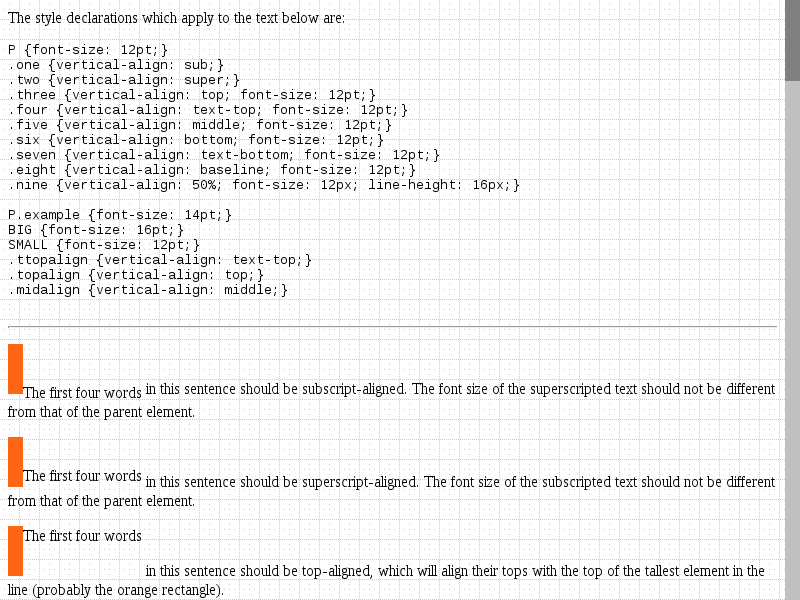 The style declarations which apply to the text below are:
P {font-size: 12pt;}
.one {vertical-align: sub;}
.two {vertical-align: super;}
.three {vertical-align: top; font-size: 12pt;}
.four {vertical-align: text-top; font-size: 12pt;}
.five {vertical-align: middle; font-size: 12pt;}
.six {vertical-align: bottom; font-size: 12pt;}
.seven {vertical-align: text-bottom; font-size: 12pt;}
.eight {vertical-align: baseline; font-size: 12pt;}
.nine {vertical-align: 50%; font-size: 12px; line-height: 16px;}
P.example {font-size: 14pt;}
BIG {font-size: 16pt;}
SMALL {font-size: 12pt;}
.ttopalign {vertical-align: text-top;}
.topalign {vertical-align: top;}
.midalign {vertical-align: middle;}
The first four words in this sentence should be subscript-aligned. The font size of the superscripted text should not be different
from that of the parent element.
The first four words in this sentence should be superscript-aligned. The font size of the subscripted text should not be different
from that of the parent element.
The first four words
in this sentence should be top-aligned, which will align their tops with the top of the tallest element in the
line (probably the orange rectangle).